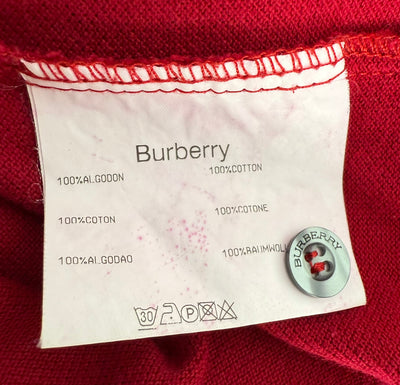 Burberry
100%ALGODON 100%COTTON
100%COTON 100%COTONE
100%ALGODAO 100%BAUMWOLL
BURBERRY
30 P